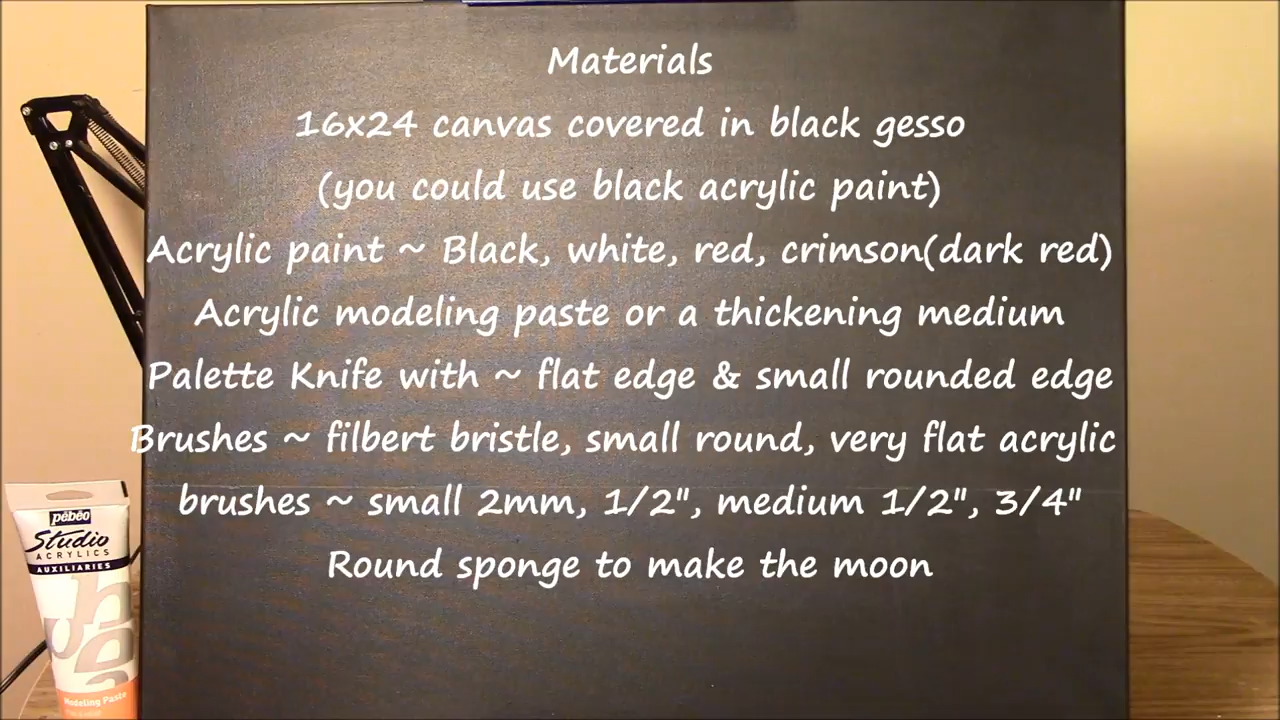 Materials
16x24 canvas covered in black gesso
(you could use black acrylic paint)
Acrylic paint ~ Black, white, red, crimson(dark red)
Acrylic modeling paste or a thickening medium
Palette Knife with ~ flat edge & small rounded edge
Brushes ~ filbert bristle, small round, very flat acrylic
brushes ~ small 2mm, 1/2", medium 1/2", 3/4"
Round sponge to make the moon
pébéo
Studio
ACRYLICS
AUXILIARIES
Modeling Paste